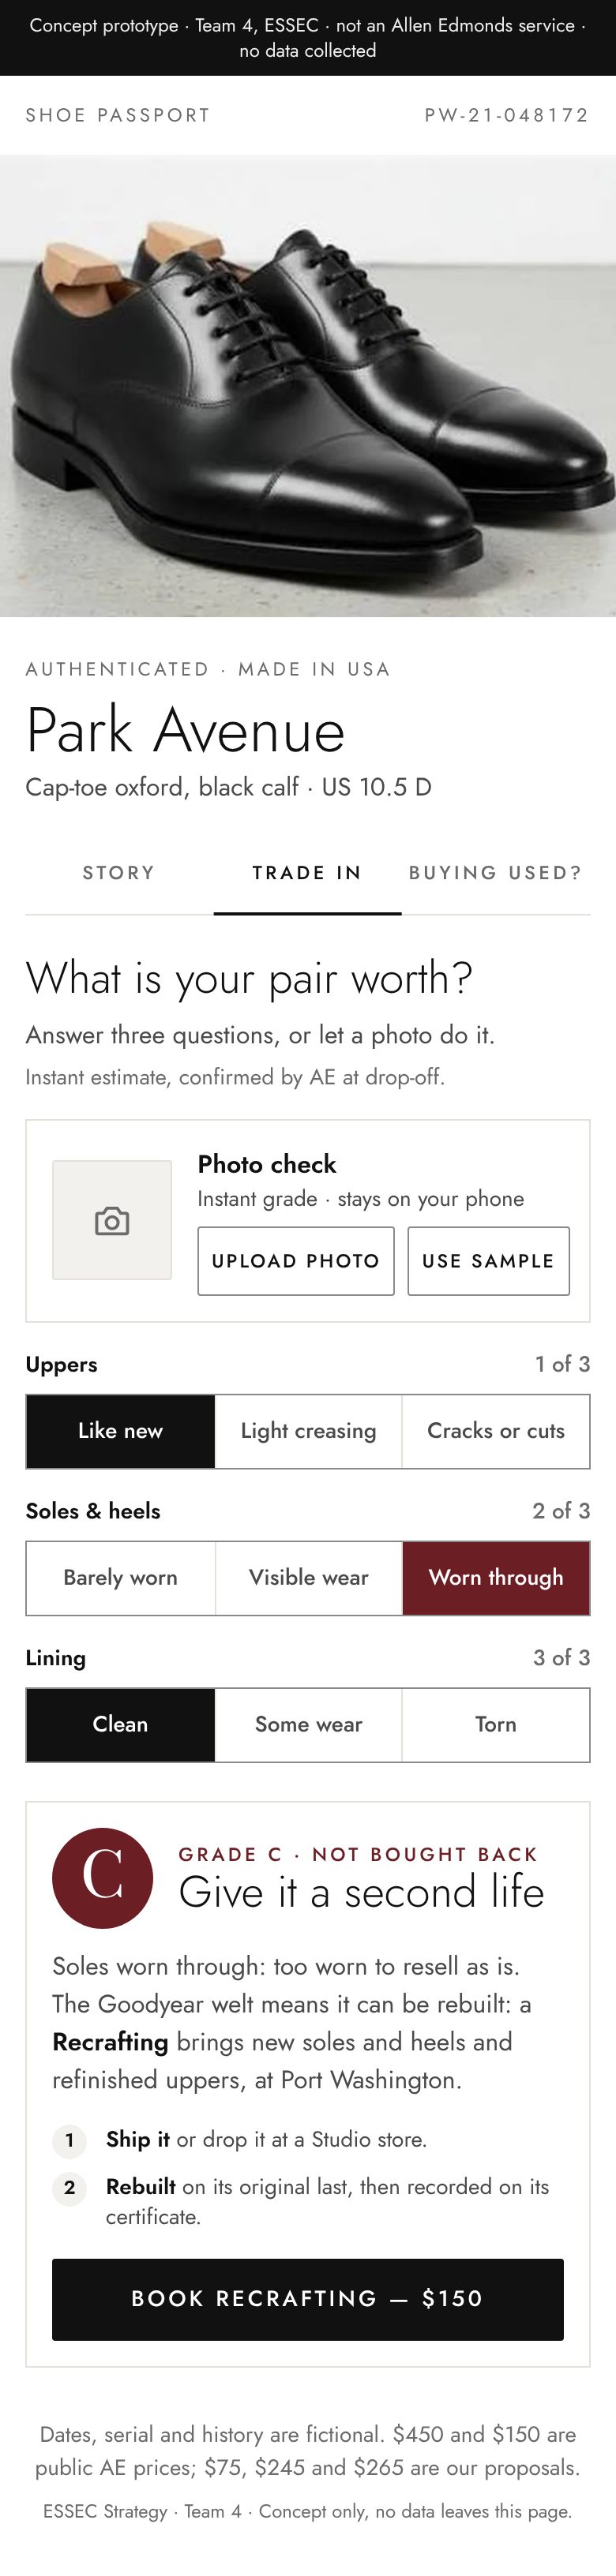 Concept prototype · Team 4, ESSEC · not an Allen Edmonds service ·
no data collected
SHOE PASSPORT PW-21-048172
AUTHENTICATED · MADE IN USA
Park Avenue
Cap-toe oxford, black calf · US 10.5 D
STORY TRADE IN BUYING USED?
What is your pair worth?
Answer three questions, or let a photo do it.
Instant estimate, confirmed by AE at drop-off.
Photo check
Instant grade · stays on your phone
UPLOAD PHOTO USE SAMPLE
Uppers 1 of 3
Like new Light creasing Cracks or cuts
Soles & heels 2 of 3
Barely worn Visible wear Worn through
Lining 3 of 3
Clean Some wear Torn
C
GRADE C · NOT BOUGHT BACK
Give it a second life
Soles worn through: too worn to resell as is.
The Goodyear welt means it can be rebuilt: a
Recrafting brings new soles and heels and
refinished uppers, at Port Washington.
1 Ship it or drop it at a Studio store.
2 Rebuilt on its original last, then recorded on its
certificate.
BOOK RECRAFTING — $150
Dates, serial and history are fictional. $450 and $150 are
public AE prices; $75, $245 and $265 are our proposals.
ESSEC Strategy · Team 4 · Concept only, no data leaves this page.